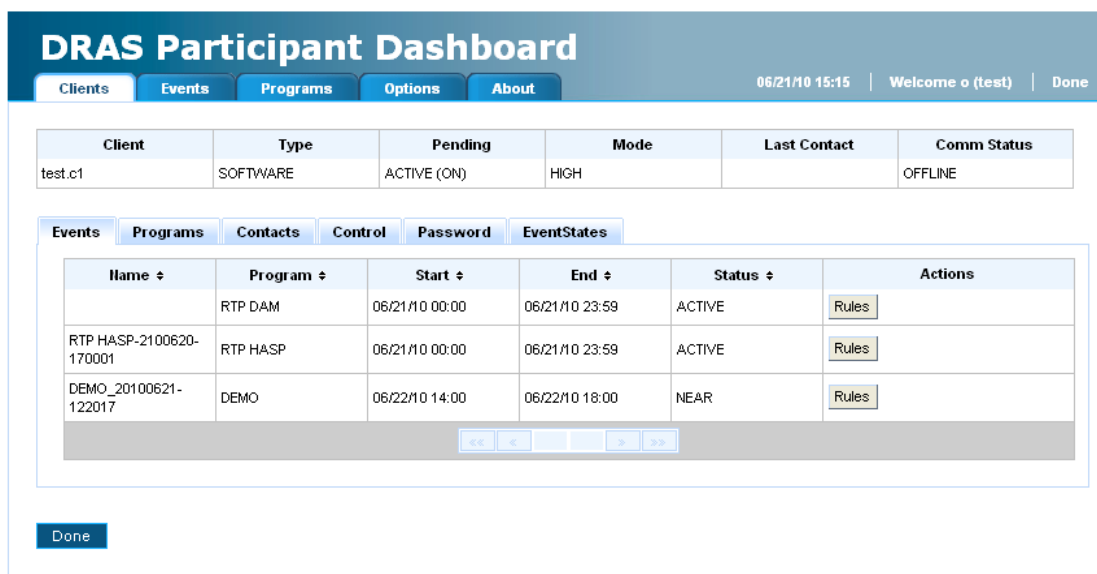 DRAS Participant Dashboard
Clients Events Programs Options About 06/21/10 15:15 | Welcome o (test) | Done
Client Type Pending Mode Last Contact Comm Status
test.c1 SOFTWARE ACTIVE (ON) HIGH OFFLINE
Events Programs Contacts Control Password EventStates
Name Program Start End Status Actions
RTP DAM 06/21/10 00:00 06/21/10 23:59 ACTIVE Rules
RTP HASP-2100620-
170001 RTP HASP 06/21/10 00:00 06/21/10 23:59 ACTIVE Rules
DEMO_20100621-
122017 DEMO 06/22/10 14:00 06/22/10 18:00 NEAR Rules
«« « » »»
Done